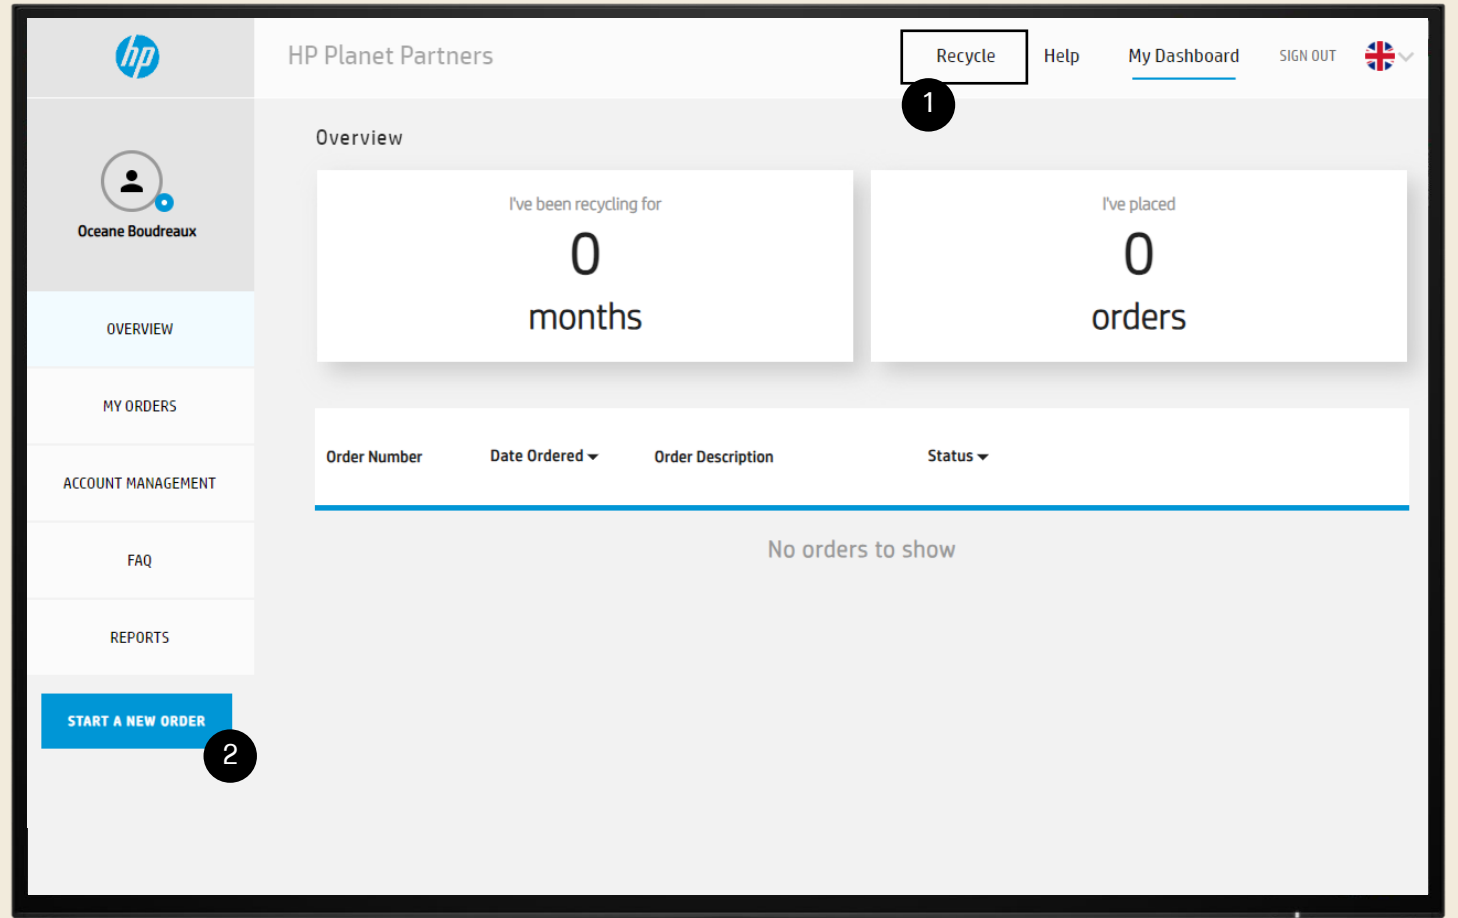 hp
HP Planet Partners
Recycle
Help
My Dashboard
SIGN OUT
1
Oceane Boudreaux
OVERVIEW
MY ORDERS
ACCOUNT MANAGEMENT
FAQ
REPORTS
START A NEW ORDER
2
Overview
I've been recycling for
0
months
I've placed
0
orders
Order Number Date Ordered Order Description Status
No orders to show